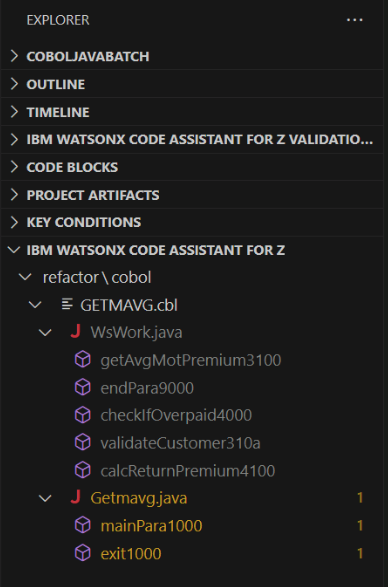 EXPLORER ...
COBOLJAVABATCH
OUTLINE
TIMELINE
IBM WATSONX CODE ASSISTANT FOR Z VALIDATIO...
CODE BLOCKS
PROJECT ARTIFACTS
KEY CONDITIONS
IBM WATSONX CODE ASSISTANT FOR Z
refactor\cobol
GETMAVG.cbl
J WsWork.java
getAvgMotPremium3100
endPara9000
checkIfOverpaid4000
validateCustomer310a
calcReturnPremium4100
J Getmavg.java 1
mainPara1000 1
exit1000 1